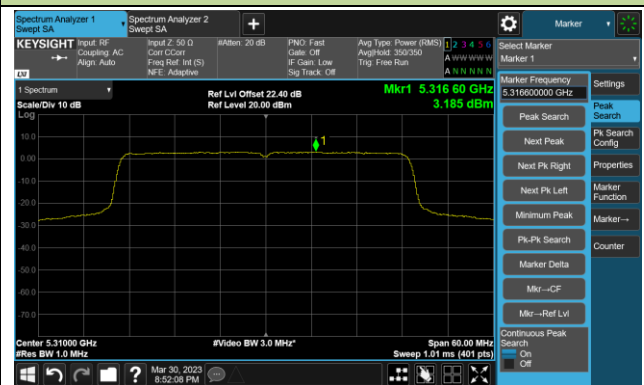 Spectrum Analyzer 1
Swept SA
Spectrum Analyzer 2
Swept SA
+
Marker
KEYSIGHT
Input: RF
Coupling: AC
Align: Auto
Input Z: 50 Ω
Corr CCorr
Freq Ref: Int (S)
NFE: Adaptive
#Atten: 20 dB
PNO: Fast
Gate: Off
IF Gain: Low
Sig Track: Off
Avg Type: Power (RMS)
Avg|Hold: 350/350
Trig: Free Run
1 2 3 4 5 6
A W W W W W
A N N N N N
LXI
Select Marker
Marker 1
1 Spectrum
Scale/Div 10 dB
Log
Ref Lvl Offset 22.40 dB
Ref Level 20.00 dBm
Mkr1 5.316 60 GHz
3.185 dBm
10.0
0.00
-10.0
-20.0
-30.0
-40.0
-50.0
-60.0
-70.0
1
Center 5.31000 GHz
#Res BW 1.0 MHz
#Video BW 3.0 MHz*
Span 60.00 MHz
Sweep 1.01 ms (401 pts)
Marker Frequency
5.316600000 GHz
Peak Search
Next Peak
Next Pk Right
Next Pk Left
Minimum Peak
Pk-Pk Search
Marker Delta
Mkr→CF
Mkr→Ref Lvl
Continuous Peak
Search
On
Off
Settings
Peak
Search
Pk Search
Config
Properties
Marker
Function
Marker→
Counter
?
Mar 30, 2023
8:52:08 PM